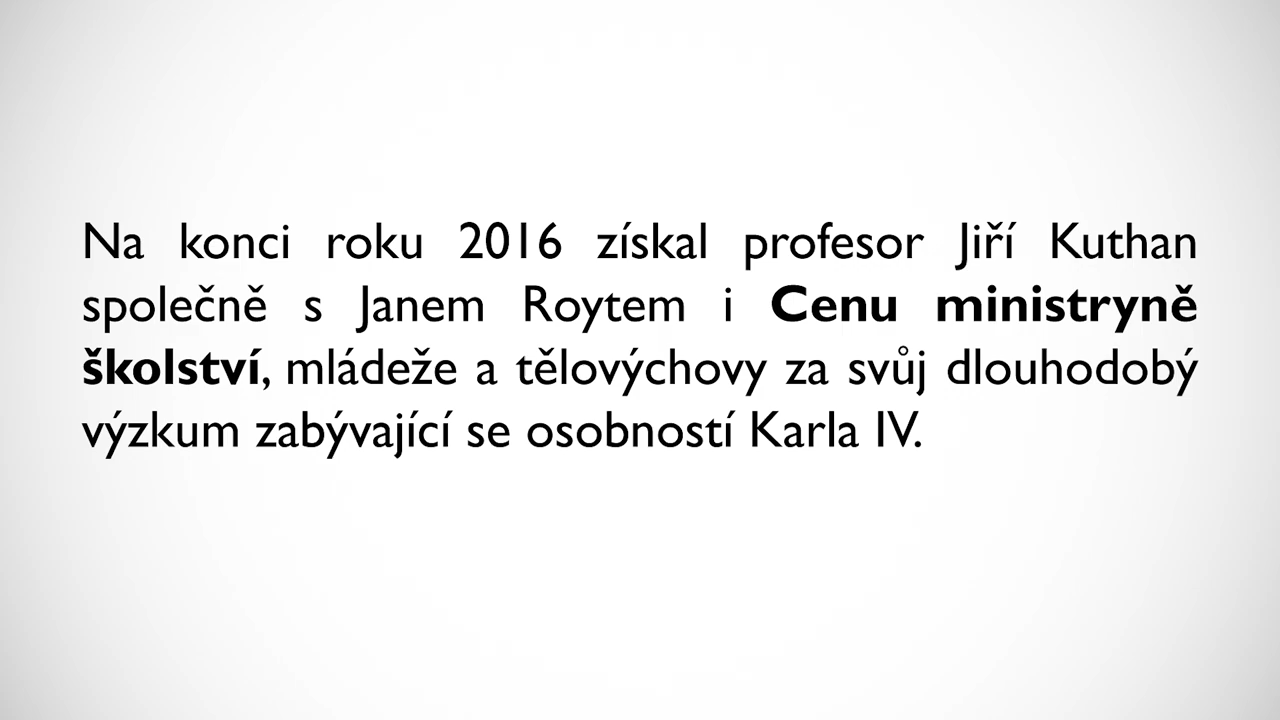 Na konci roku 2016 získal profesor Jiří Kuthan
společně s Janem Roytem i Cenu ministryně
školství, mládeže a tělovýchovy za svůj dlouhodobý
výzkum zabývající se osobností Karla IV.